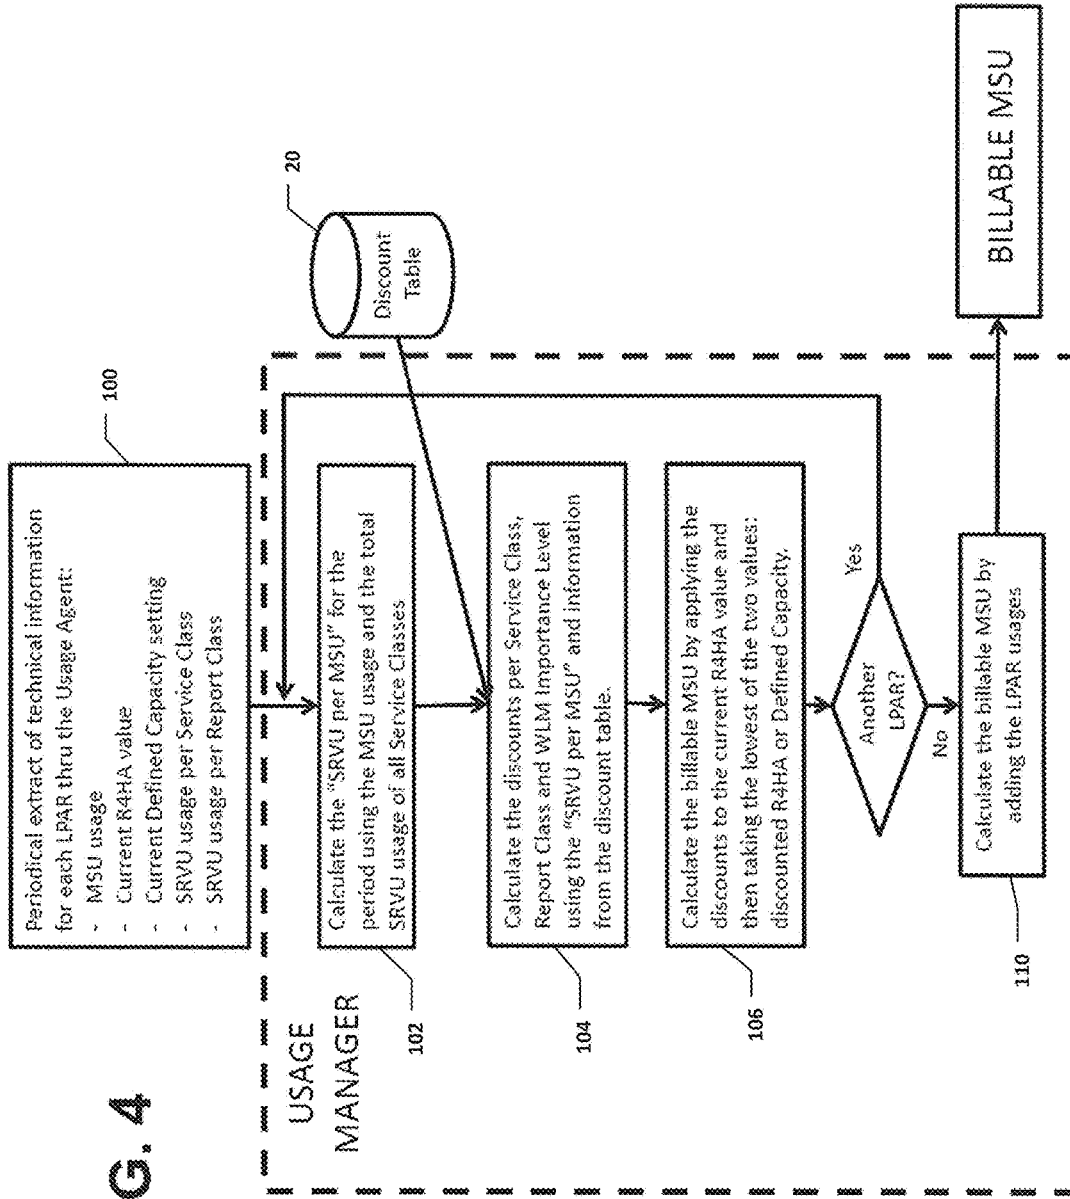 G. 4
Periodical extract of technical information
for each LPAR thru the Usage Agent:
- MSU usage
- Current R4HA value
- Current Defined Capacity setting
- SRVU usage per Service Class
- SRVU usage per Report Class
100
USAGE
MANAGER
Calculate the “SRVU per MSU” for the
period using the MSU usage and the total
SRVU usage of all Service Classes
102
Discount
Table
20
Calculate the discounts per Service Class,
Report Class and WLM Importance Level
using the “SRVU per MSU” and information
from the discount table.
104
Calculate the billable MSU by applying the
discounts to the current R4HA value and
then taking the lowest of the two values:
discounted R4HA or Defined Capacity.
106
Another
LPAR?
Yes
No
Calculate the billable MSU by
adding the LPAR usages
110
BILLABLE MSU